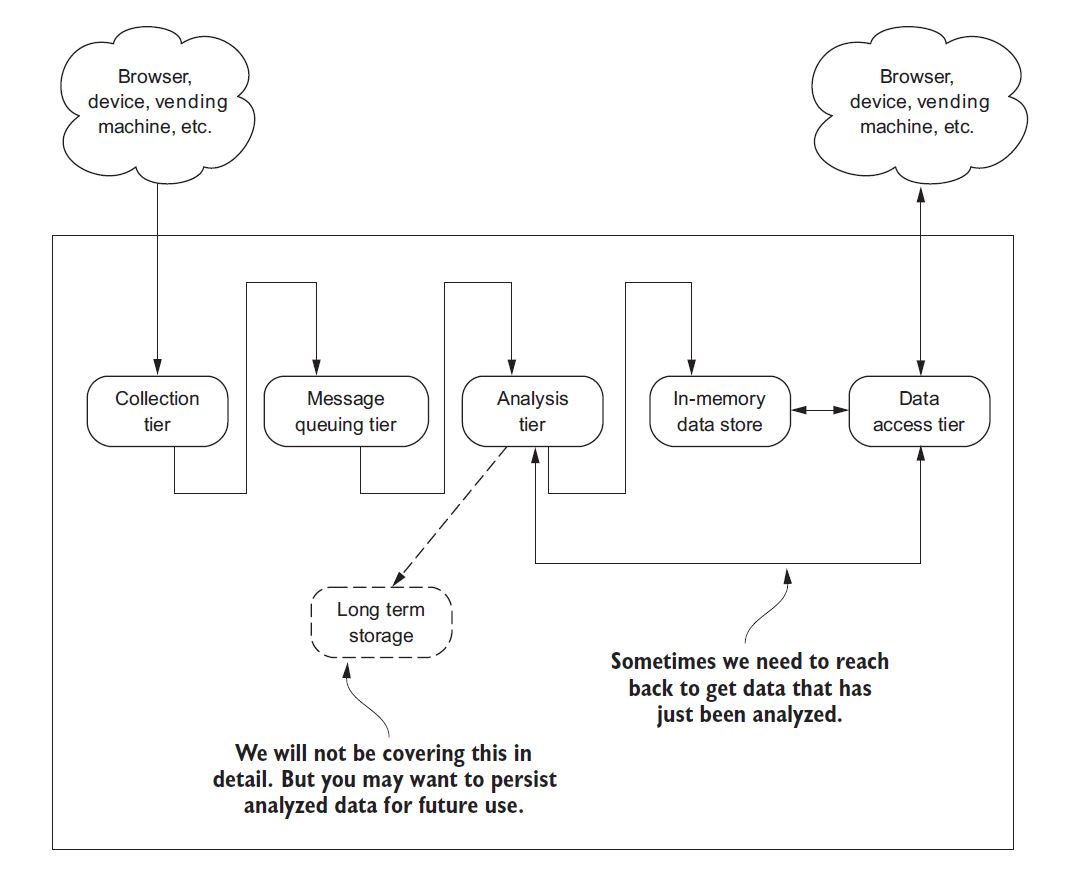 Browser,
device, vending
machine, etc.
Browser,
device, vending
machine, etc.
Collection
tier
Message
queuing tier
Analysis
tier
In-memory
data store
Data
access tier
Long term
storage
Sometimes we need to reach
back to get data that has
just been analyzed.
We will not be covering this in
detail. But you may want to persist
analyzed data for future use.